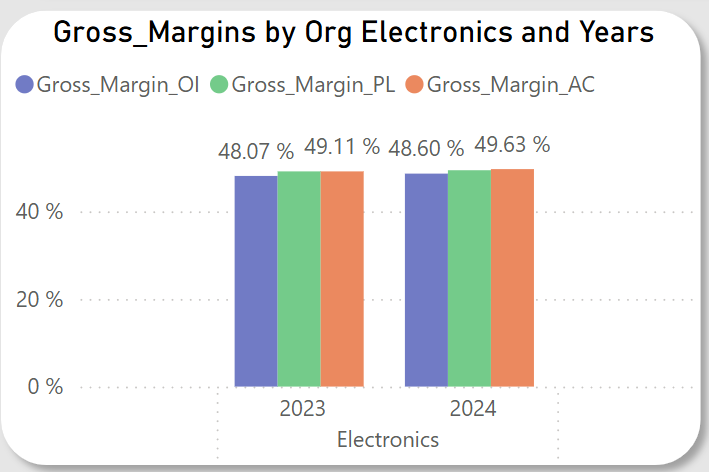 Gross_Margins by Org Electronics and Years
Gross_Margin_OI Gross_Margin_PL Gross_Margin_AC
48.07 % 49.11 % 48.60 % 49.63 %
40 %
20 %
0 %
2023 2024
Electronics